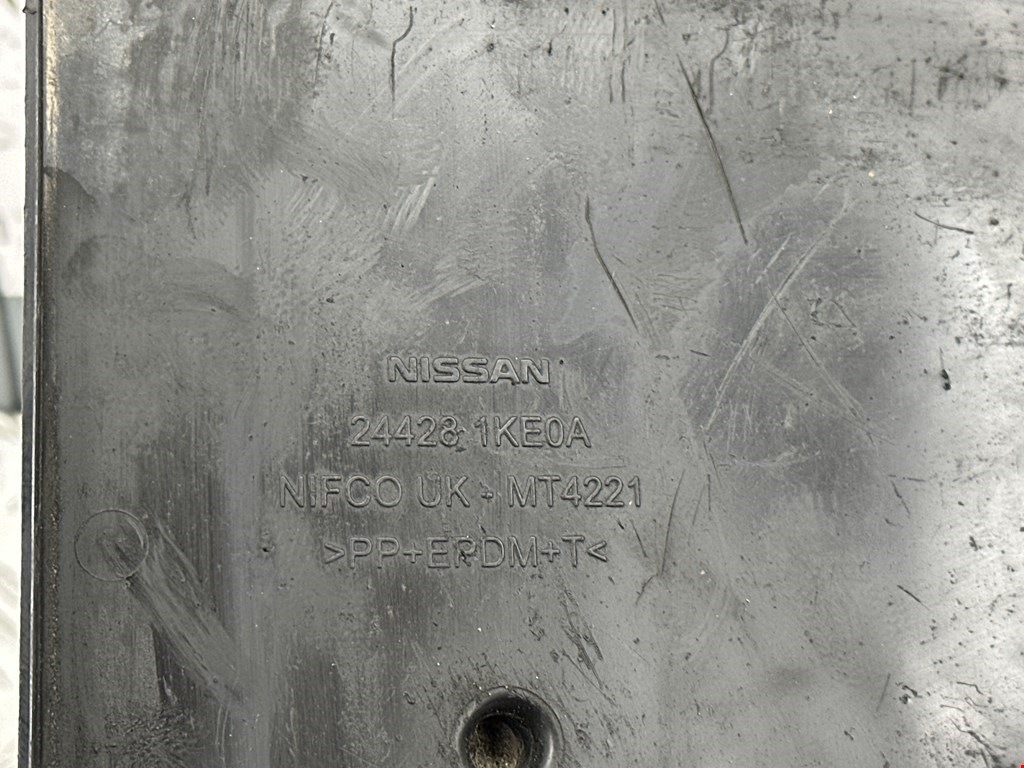 NISSAN
24428 1KE0A
NIFCO UK - MT4221
>PP+EPDM+T<